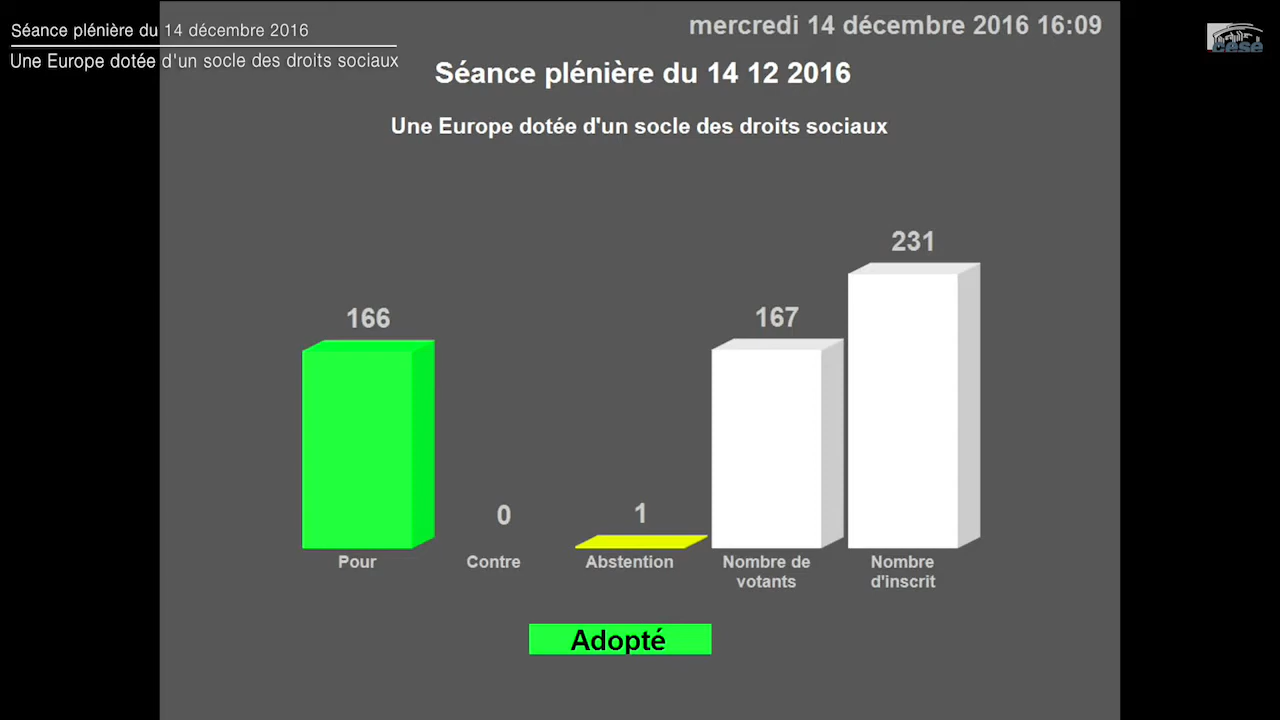 Séance plénière du 14 décembre 2016
Une Europe dotée d'un socle des droits sociaux
mercredi 14 décembre 2016 16:09
cese
Séance plénière du 14 12 2016
Une Europe dotée d'un socle des droits sociaux
231
166
167
0
1
Pour
Contre
Abstention
Nombre de
votants
Nombre
d'inscrit
Adopté